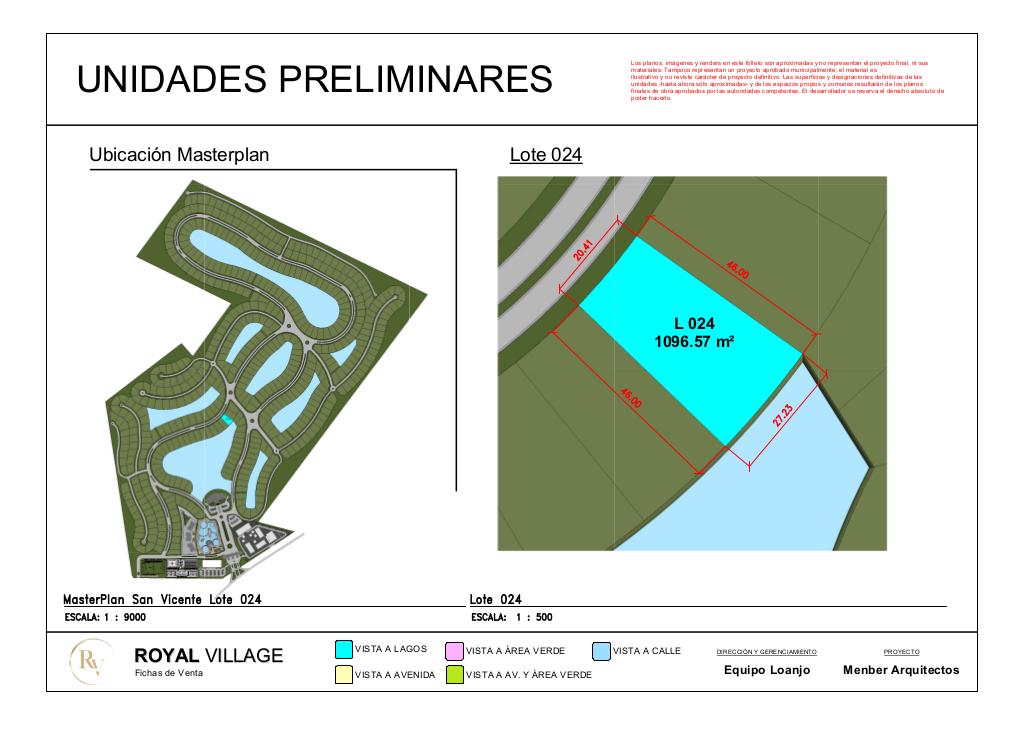 UNIDADES PRELIMINARES
Los planos, imágenes y renders en este folleto son aproximadas y no representan el proyecto final, ni sus
materiales. Tampoco representan un proyecto aprobado municipalmente, el material es
ilustrativo y no reviste carácter de proyecto definitivo. Las superficies y designaciones definitivas de las
unidades -hasta ahora sólo aproximadas- y de los espacios propios y comunes resultarán de los planos
finales de obra aprobados por las autoridades competentes. El desarrollador se reserva el derecho absoluto de
poder hacerlo.
Ubicación Masterplan
Lote 024
20.41
46.00
L 024
1096.57 m²
46.00
27.23
MasterPlan San Vicente Lote 024
ESCALA: 1 : 9000
Lote 024
ESCALA: 1 : 500
RV
ROYAL VILLAGE
Fichas de Venta
VISTA A LAGOS
VISTA A ÁREA VERDE
VISTA A CALLE
VISTA A AVENIDA
VISTA A AV. Y ÁREA VERDE
DIRECCIÓN Y GERENCIAMIENTO
Equipo Loanjo
PROYECTO
Menber Arquitectos